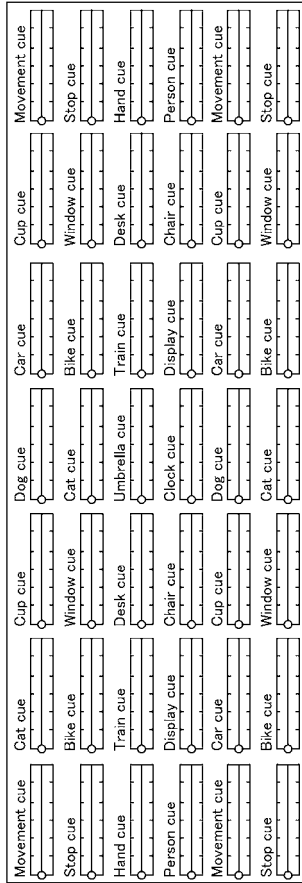 Movement cue Cat cue Cup cue Dog cue Car cue Cup cue Movement cue
Stop cue Bike cue Window cue Cat cue Bike cue Window cue Stop cue
Hand cue Train cue Desk cue Umbrella cue Train cue Desk cue Hand cue
Person cue Display cue Chair cue Clock cue Display cue Chair cue Person cue
Movement cue Car cue Cup cue Dog cue Car cue Cup cue Movement cue
Stop cue Bike cue Window cue Cat cue Bike cue Window cue Stop cue